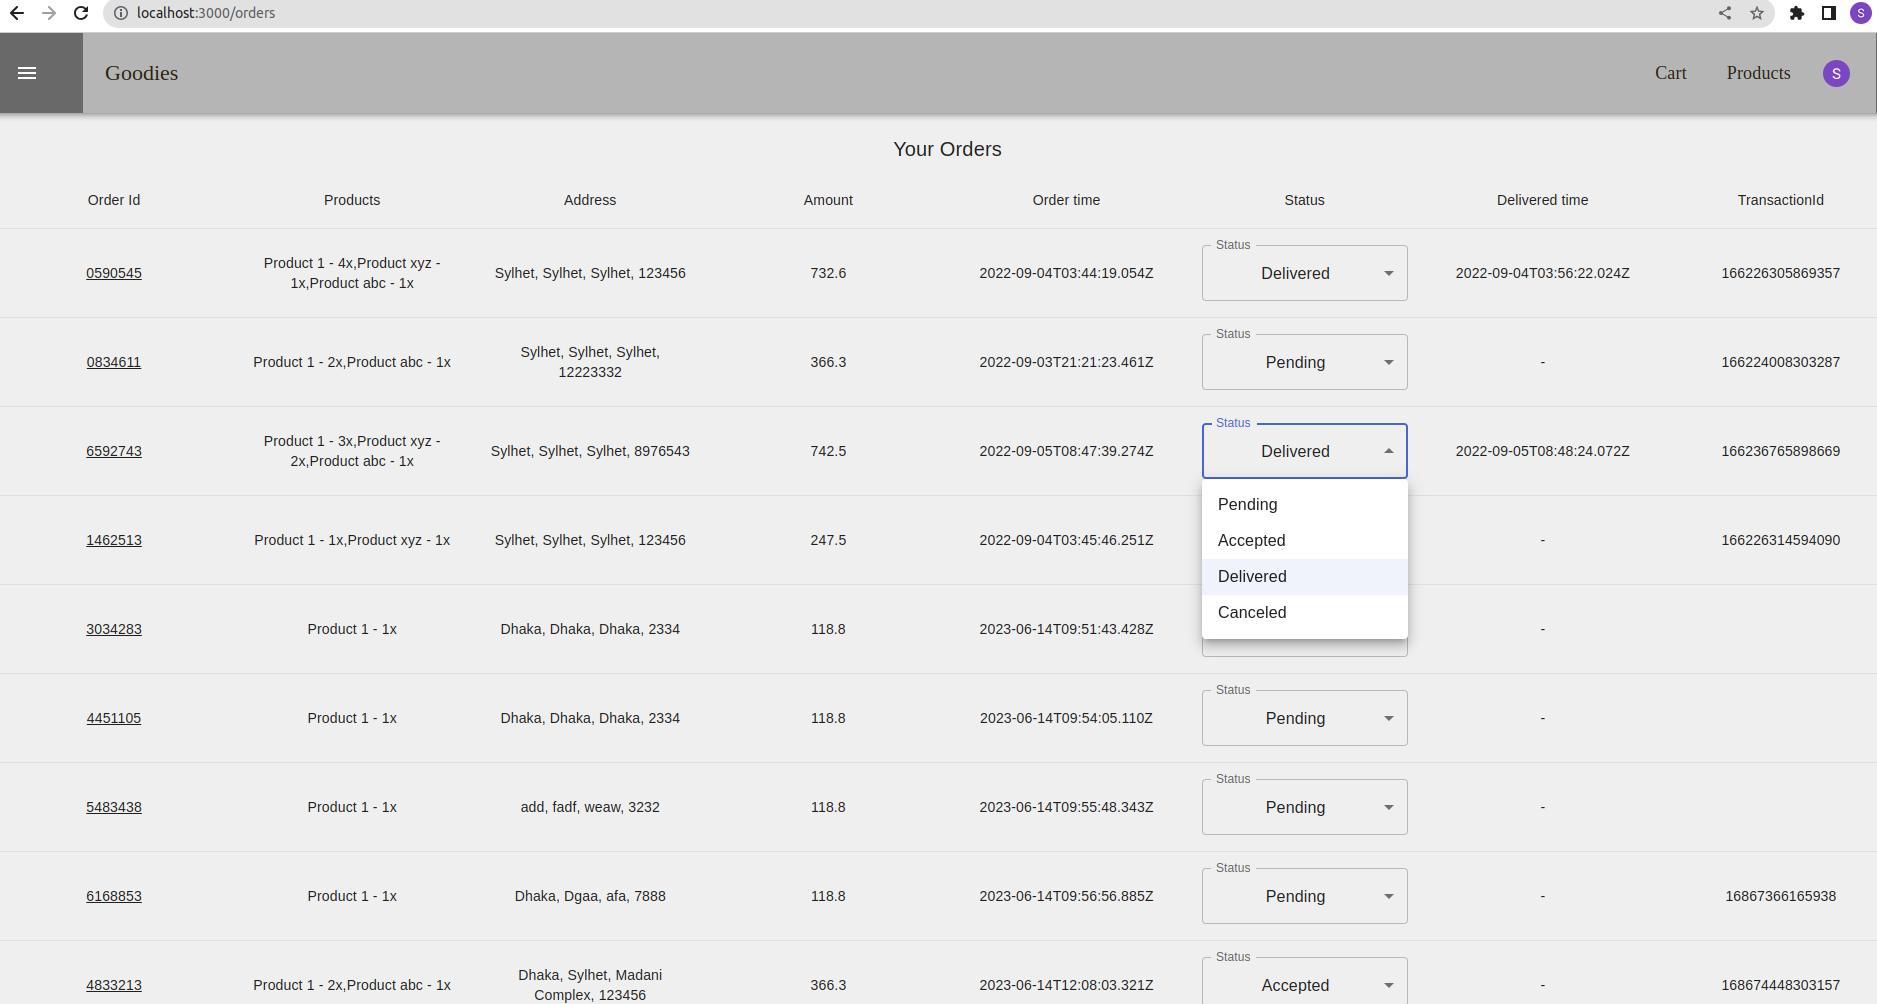 localhost:3000/orders
S
Goodies
Cart
Products
S
Your Orders
Order Id Products Address Amount Order time Status Delivered time TransactionId
Status
0590545 Product 1 - 4x,Product xyz - Sylhet, Sylhet, Sylhet, 123456 732.6 2022-09-04T03:44:19.054Z Delivered 2022-09-04T03:56:22.024Z 166226305869357
1x,Product abc - 1x
Status
0834611 Product 1 - 2x,Product abc - 1x Sylhet, Sylhet, Sylhet, 366.3 2022-09-03T21:21:23.461Z Pending - 166224008303287
12223332
Status
6592743 Product 1 - 3x,Product xyz - Sylhet, Sylhet, Sylhet, 8976543 742.5 2022-09-05T08:47:39.274Z Delivered 2022-09-05T08:48:24.072Z 166236765898669
2x,Product abc - 1x
Pending
Accepted
Delivered
Canceled
1462513 Product 1 - 1x,Product xyz - 1x Sylhet, Sylhet, Sylhet, 123456 247.5 2022-09-04T03:45:46.251Z - 166226314594090
3034283 Product 1 - 1x Dhaka, Dhaka, Dhaka, 2334 118.8 2023-06-14T09:51:43.428Z -
Status
4451105 Product 1 - 1x Dhaka, Dhaka, Dhaka, 2334 118.8 2023-06-14T09:54:05.110Z Pending -
Status
5483438 Product 1 - 1x add, fadf, weaw, 3232 118.8 2023-06-14T09:55:48.343Z Pending -
Status
6168853 Product 1 - 1x Dhaka, Dgaa, afa, 7888 118.8 2023-06-14T09:56:56.885Z Pending - 16867366165938
Status
4833213 Product 1 - 2x,Product abc - 1x Dhaka, Sylhet, Madani 366.3 2023-06-14T12:08:03.321Z Accepted - 168674448303157
Complex, 123456